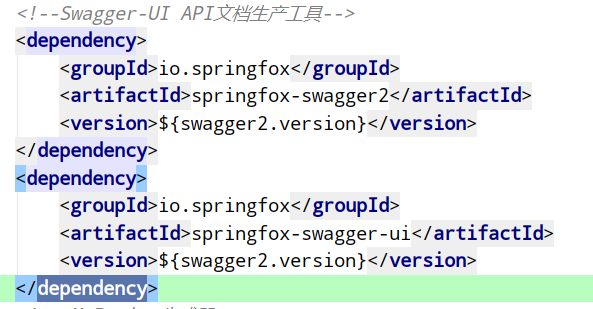 <!--Swagger-UI API文档生产工具-->
<dependency>
<groupId>io.springfox</groupId>
<artifactId>springfox-swagger2</artifactId>
<version>${swagger2.version}</version>
</dependency>
<dependency>
<groupId>io.springfox</groupId>
<artifactId>springfox-swagger-ui</artifactId>
<version>${swagger2.version}</version>
</dependency>